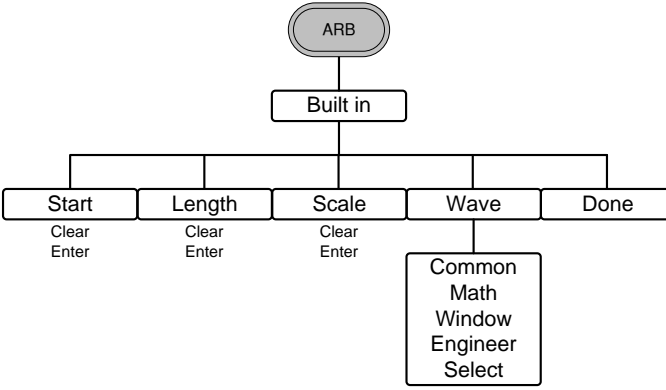 ARB
Built in
Start
Length
Scale
Wave
Done
Clear
Enter
Clear
Enter
Clear
Enter
Common
Math
Window
Engineer
Select